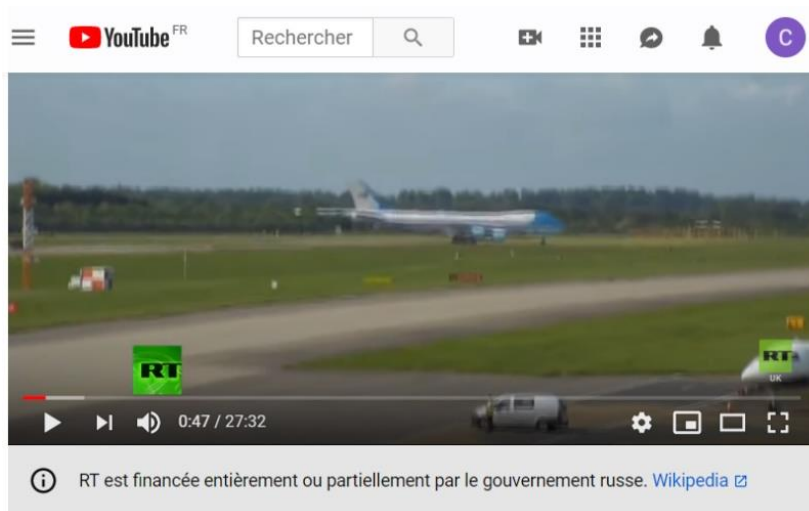 YouTube FR
Rechercher
C
RT
RT
UK
0:47 / 27:32
RT est financée entièrement ou partiellement par le gouvernement russe. Wikipedia